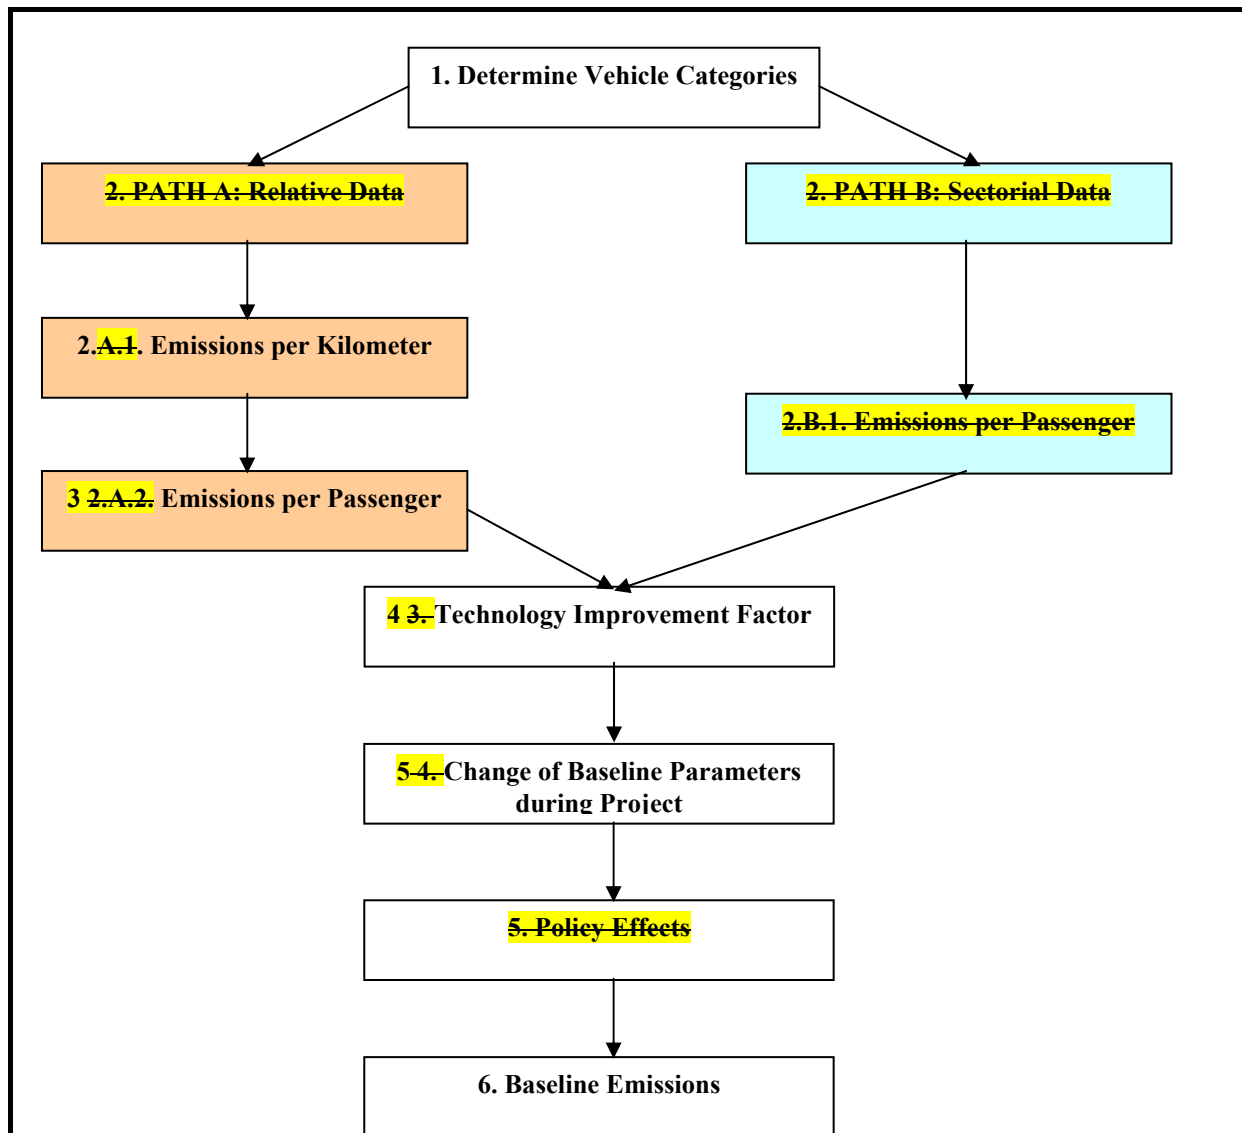 1. Determine Vehicle Categories
2. PATH A: Relative Data
2. PATH B: Sectorial Data
2.A.1. Emissions per Kilometer
2.B.1. Emissions per Passenger
3 2.A.2. Emissions per Passenger
4 3. Technology Improvement Factor
5 4. Change of Baseline Parameters
during Project
5. Policy Effects
6. Baseline Emissions